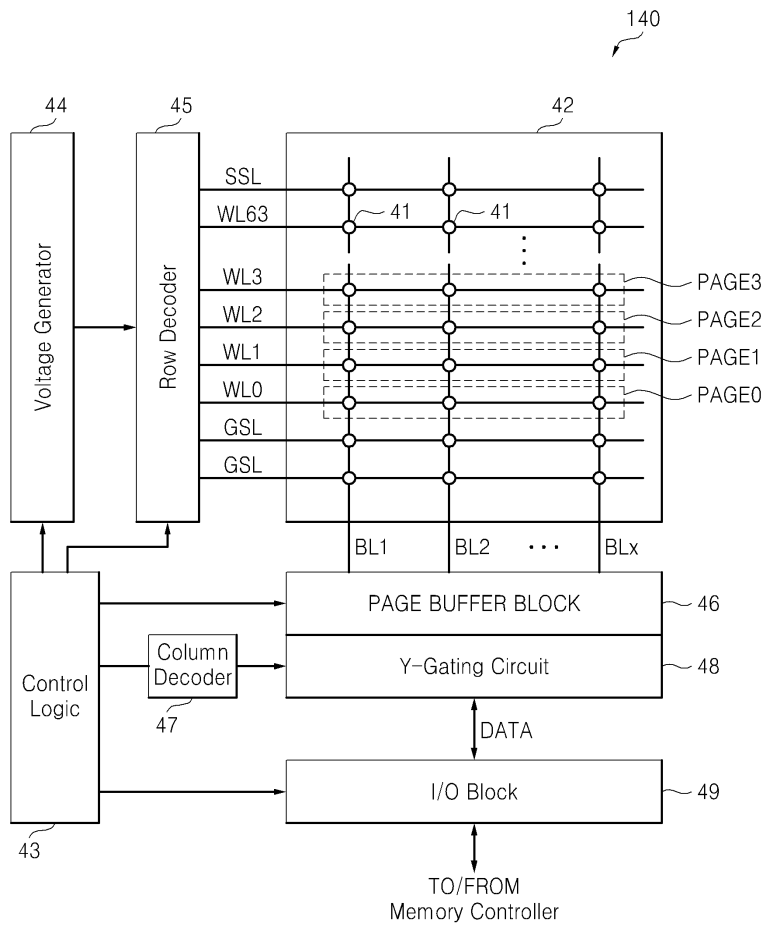 140
44
45
42
SSL
WL63
41
41
WL3
PAGE3
WL2
PAGE2
WL1
PAGE1
WL0
PAGE0
GSL
GSL
Voltage Generator
Row Decoder
BL1
BL2
BLx
PAGE BUFFER BLOCK
46
Column
Decoder
47
Y-Gating Circuit
48
Control
Logic
DATA
I/O Block
49
43
TO/FROM
Memory Controller